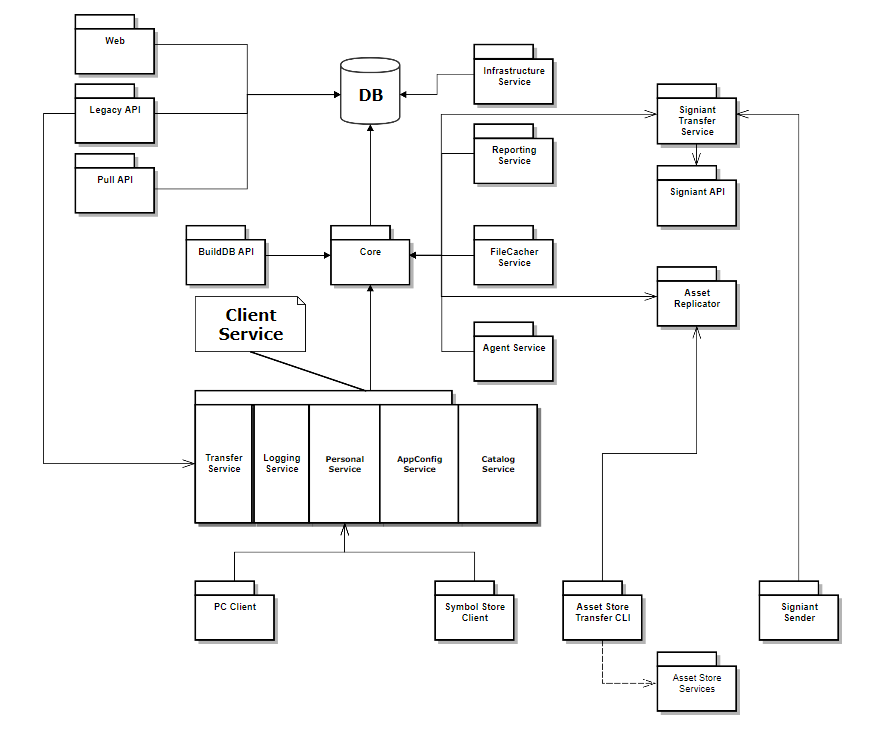 Web
Legacy API
Pull API
DB
Infrastructure
Service
Reporting
Service
Signiant
Transfer
Service
Signiant API
BuildDB API
Core
FileCacher
Service
Asset
Replicator
Client
Service
Agent Service
Transfer
Service
Logging
Service
Personal
Service
AppConfig
Service
Catalog
Service
PC Client
Symbol Store
Client
Asset Store
Transfer CLI
Signiant
Sender
Asset Store
Services